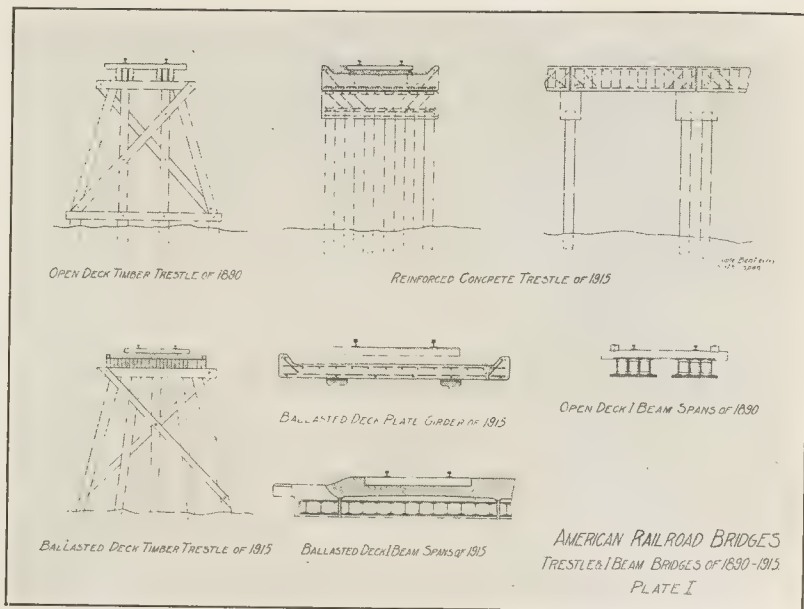 OPEN DECK TIMBER TRESTLE OF 1890
REINFORCED CONCRETE TRESTLE OF 1915
BALLASTED DECK PLATE GIRDER OF 1915
OPEN DECK I BEAM SPANS OF 1890
BALLASTED DECK TIMBER TRESTLE OF 1915
BALLASTED DECK I BEAM SPANS OF 1915
AMERICAN RAILROAD BRIDGES
TRESTLE & I BEAM BRIDGES OF 1890-1915.
PLATE I